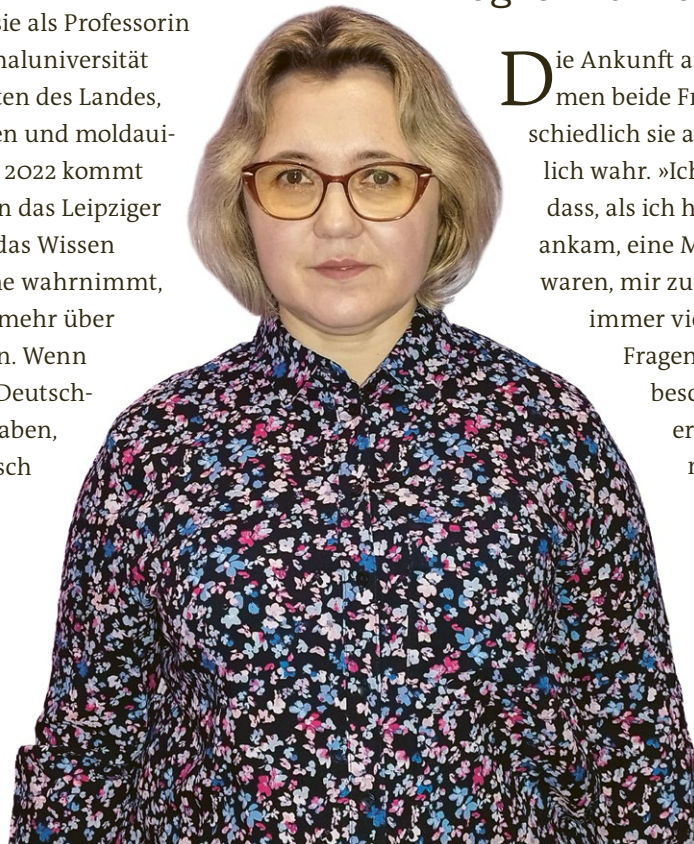 sie als Professorin
naluniversität
ten des Landes,
en und moldaui-
2022 kommt
n das Leipziger
das Wissen
ne wahrnimmt,
mehr über
n. Wenn
Deutsch-
aben,
sch
Die Ankunft a
men beide Fr
schiedlich sie a
lich wahr. »Ich
dass, als ich h
ankam, eine M
waren, mir zu
immer vie
Fragen
besc
er